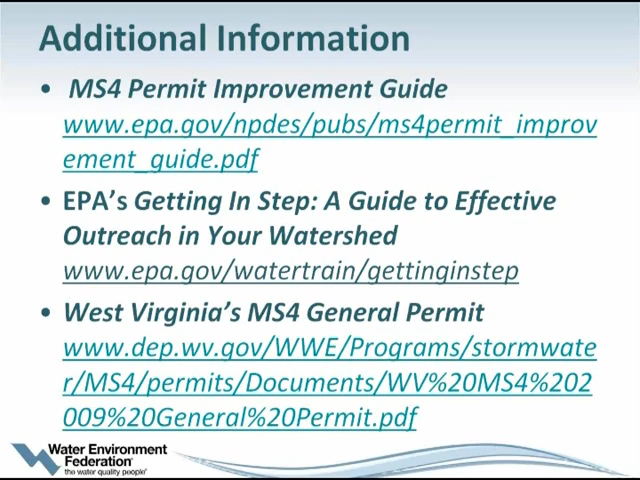 Additional Information
• MS4 Permit Improvement Guide
www.epa.gov/npdes/pubs/ms4permit_improv
ement_guide.pdf
• EPA's Getting In Step: A Guide to Effective
Outreach in Your Watershed
www.epa.gov/watertrain/gettinginstep
• West Virginia's MS4 General Permit
www.dep.wv.gov/WWE/Programs/stormwate
r/MS4/permits/Documents/WV%20MS4%202
009%20General%20Permit.pdf
Water Environment
Federation
the water quality people®